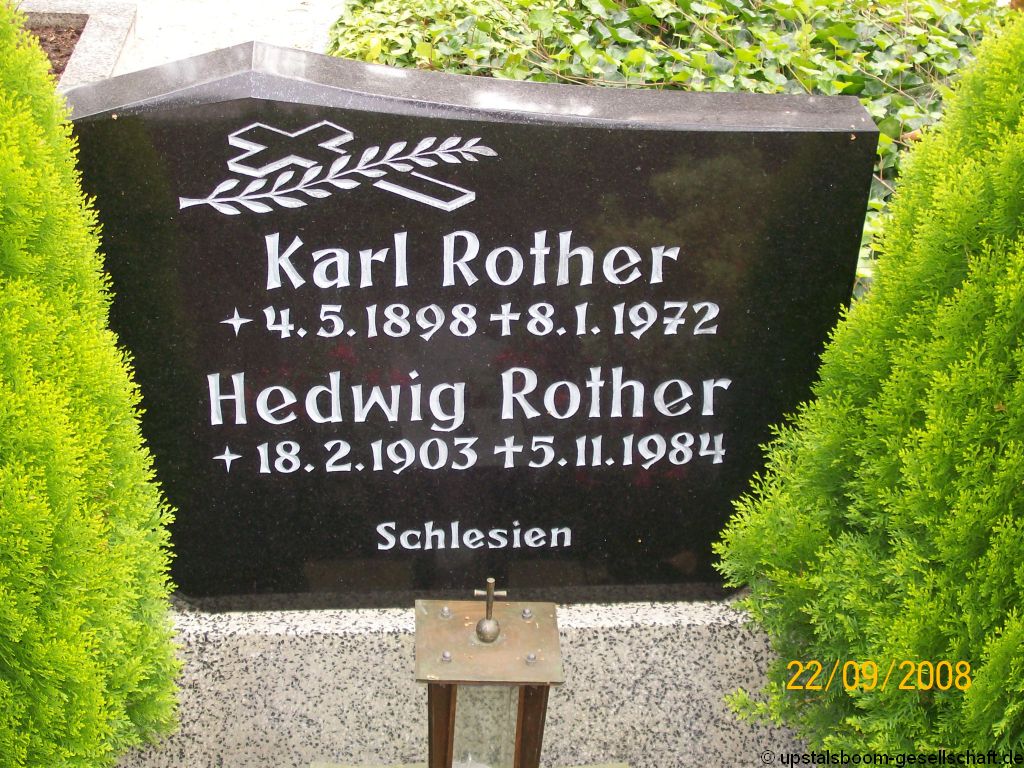 Karl Rother
✦ 4.5.1898 ✝ 8.1.1972
Hedwig Rother
✦ 18.2.1903 ✝ 5.11.1984
Schlesien
22/09/2008
© upstalsboom-gesellschaft.de